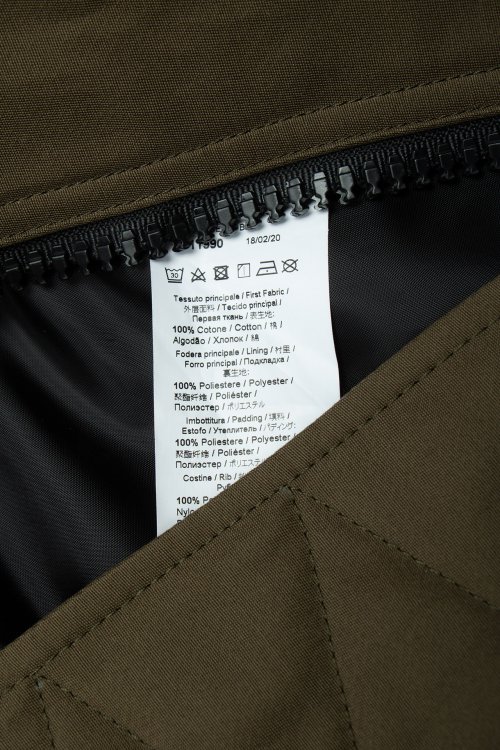 1990 18/02/20
30
Tessuto principale / First Fabric /
外層面料 / Tecido principal /
Первая ткань / 表生地:
100% Cotone / Cotton / 棉 /
Algodão / Хлопок / 綿
Fodera principale / Lining / 村里 /
Forro principal / Подкладка /
裏生地:
100% Poliestere / Polyester /
聚酯纤维 / Poliéster /
Полиэстер / ポリエステル
Imbottitura / Padding / 填料 /
Estofo / Утеплитель / パディング:
100% Poliestere / Polyester /
聚酯纤维 / Poliéster /
Полиэстер / ポリエステル
Costine / Rib /
100%